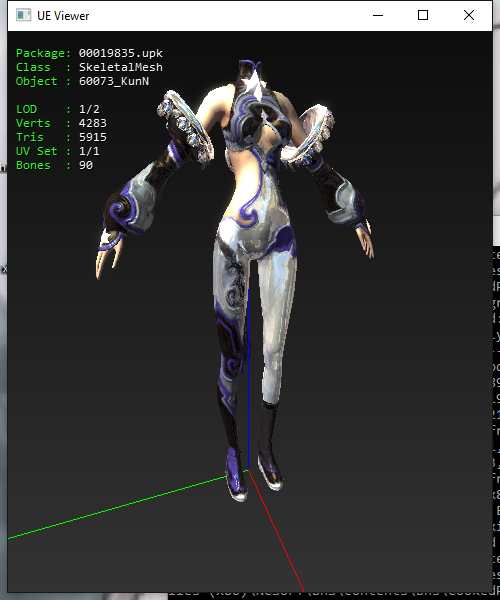 UE Viewer
Package: 00019835.upk
Class  : SkeletalMesh
Object : 60073_KunN
LOD    : 1/2
Verts  : 4283
Tris   : 5915
UV Set : 1/1
Bones  : 90